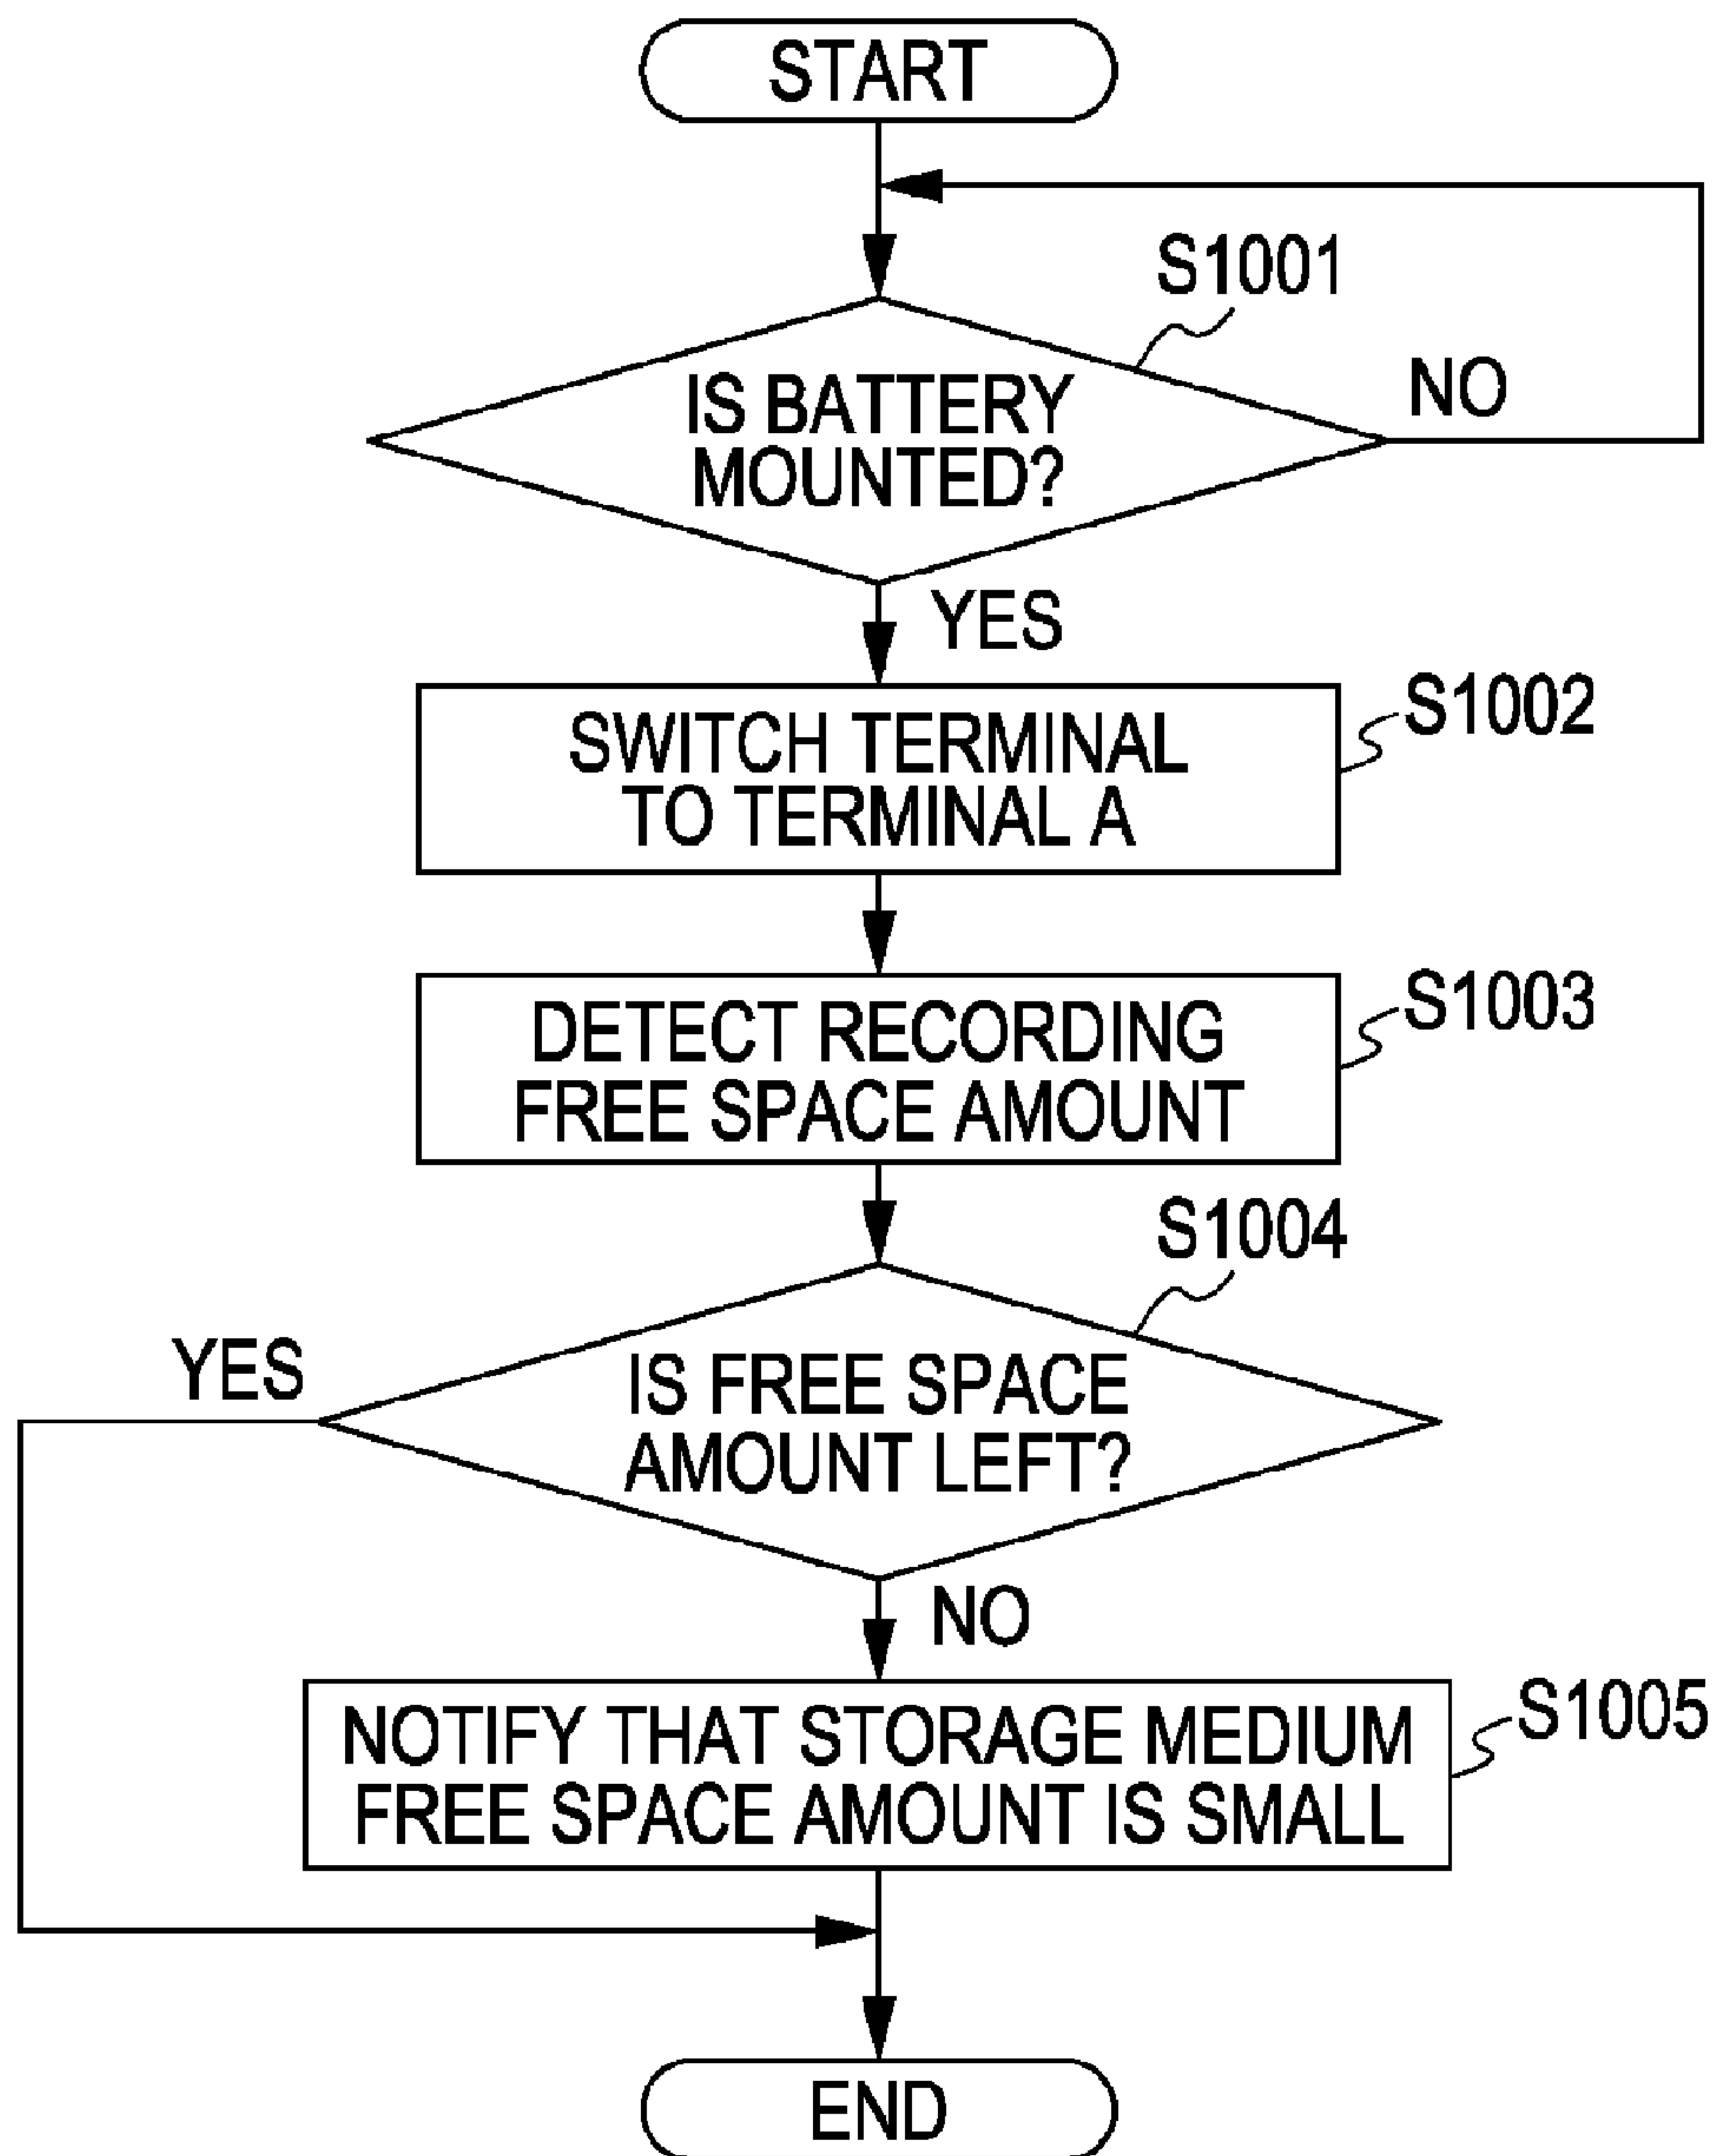 START
S1001
IS BATTERY
MOUNTED?
NO
YES
S1002
SWITCH TERMINAL
TO TERMINAL A
S1003
DETECT RECORDING
FREE SPACE AMOUNT
S1004
YES
IS FREE SPACE
AMOUNT LEFT?
NO
S1005
NOTIFY THAT STORAGE MEDIUM
FREE SPACE AMOUNT IS SMALL
END